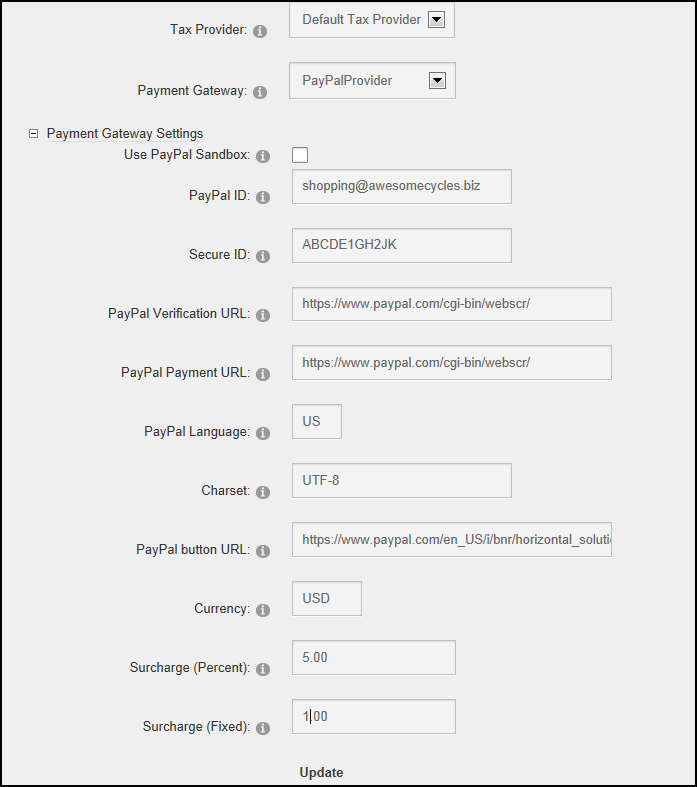 Tax Provider: Default Tax Provider
Payment Gateway: PayPalProvider
Payment Gateway Settings
Use PayPal Sandbox:
PayPal ID: shopping@awesomecycles.biz
Secure ID: ABCDE1GH2JK
PayPal Verification URL: https://www.paypal.com/cgi-bin/webscr/
PayPal Payment URL: https://www.paypal.com/cgi-bin/webscr/
PayPal Language: US
Charset: UTF-8
PayPal button URL: https://www.paypal.com/en_US/i/bnr/horizontal_soluti
Currency: USD
Surcharge (Percent): 5.00
Surcharge (Fixed): 1.00
Update